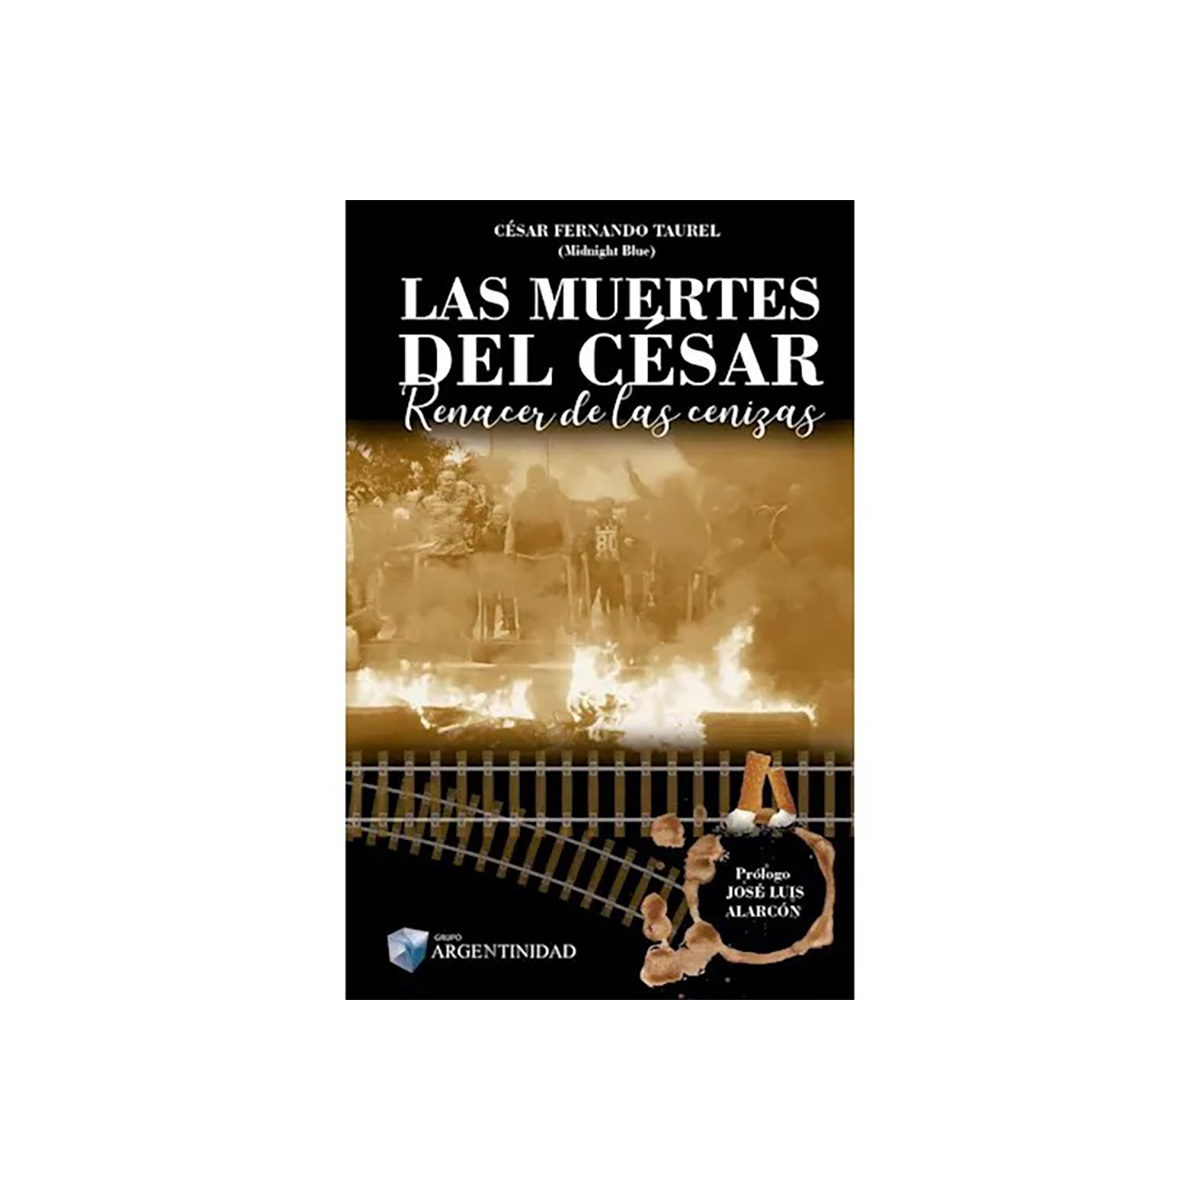 CÉSAR FERNANDO TAUREL
(Midnight Blue)
LAS MUERTES
DEL CÉSAR
Renacer de las cenizas
80
Prólogo
JOSÉ LUIS
ALARCÓN
GRUPO
ARGENTINIDAD